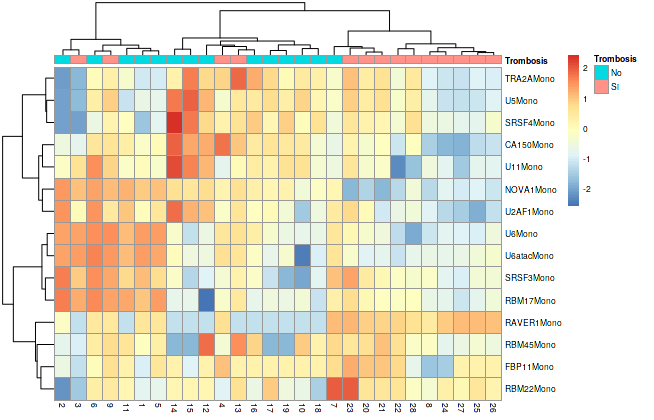 Trombosis
TRA2AMono
U5Mono
SRSF4Mono
CA150Mono
U11Mono
NOVA1Mono
U2AF1Mono
U6Mono
U6atacMono
SRSF3Mono
RBM17Mono
RAVER1Mono
RBM45Mono
FBP11Mono
RBM22Mono
2 3 6 9 11 1 5 14 15 12 4 13 16 17 19 10 18 7 23 20 21 22 28 8 24 27 25 26
2
1
0
-1
-2
Trombosis
No
SI